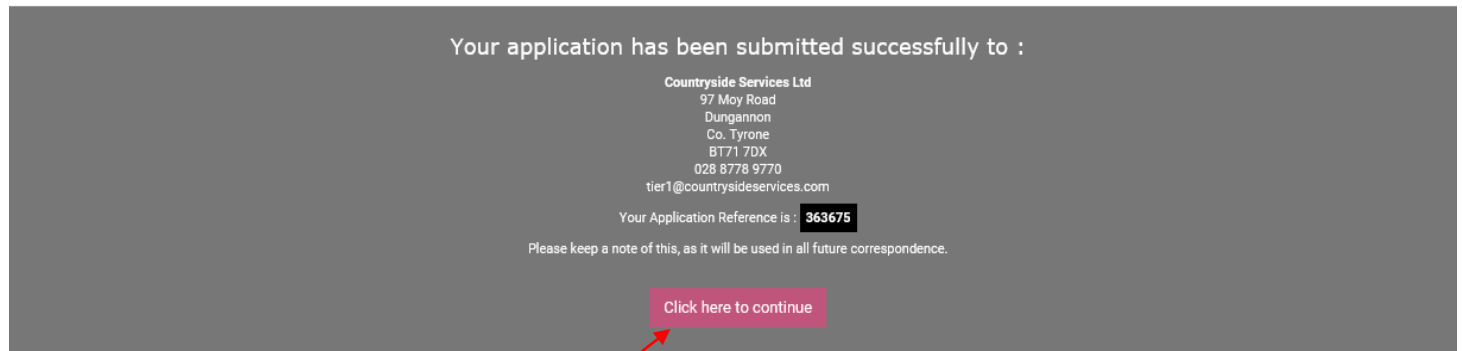 Your application has been submitted successfully to :
Countryside Services Ltd
97 Moy Road
Dungannon
Co. Tyrone
BT71 7DX
028 8778 9770
tier1@countrysideservices.com
Your Application Reference is : 363675
Please keep a note of this, as it will be used in all future correspondence.
Click here to continue